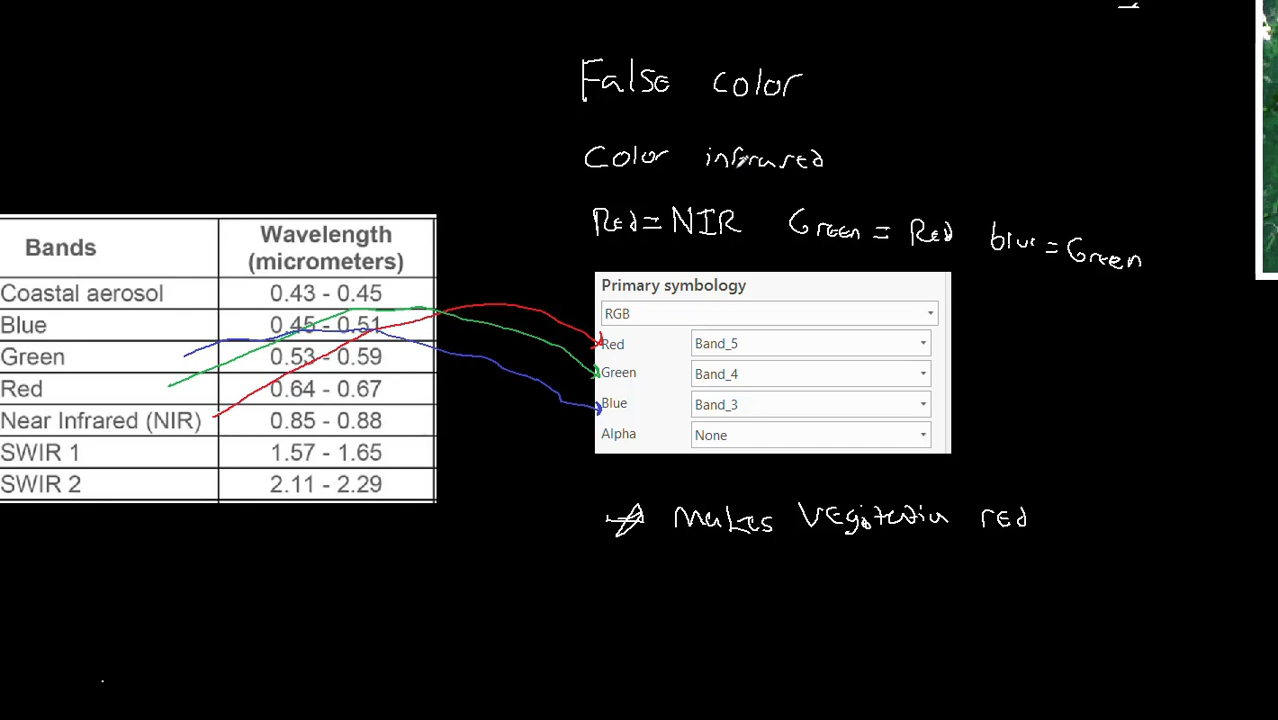 False color
Color infrared
Red = NIR Green = Red blue = Green
Bands Wavelength (micrometers)
Coastal aerosol 0.43 - 0.45
Blue 0.45 - 0.51
Green 0.53 - 0.59
Red 0.64 - 0.67
Near Infrared (NIR) 0.85 - 0.88
SWIR 1 1.57 - 1.65
SWIR 2 2.11 - 2.29
Primary symbology
RGB
Red Band_5
Green Band_4
Blue Band_3
Alpha None
Makes vegitation red